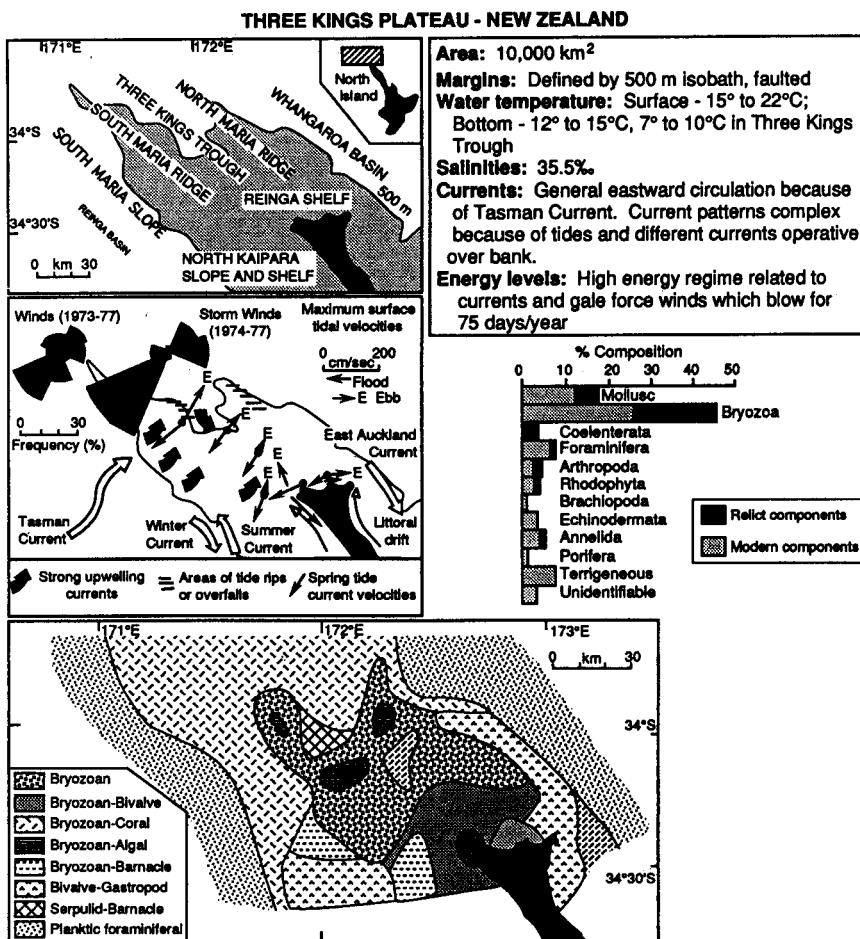 THREE KINGS PLATEAU - NEW ZEALAND
171°E
172°E
34°S
34°30'S
THREE KINGS TROUGH
NORTH MARIA RIDGE
WHANGAROA BASIN
SOUTH MARIA RIDGE
SOUTH MARIA SLOPE
REINGA BASIN
REINGA SHELF
500 m
NORTH KAIPARA
SLOPE AND SHELF
0 km 30
North
Island
Area: 10,000 km²
Margins: Defined by 500 m isobath, faulted
Water temperature: Surface - 15° to 22°C;
Bottom - 12° to 15°C, 7° to 10°C in Three Kings
Trough
Salinities: 35.5‰
Currents: General eastward circulation because
of Tasman Current. Current patterns complex
because of tides and different currents operative
over bank.
Energy levels: High energy regime related to
currents and gale force winds which blow for
75 days/year
Winds (1973-77)
Storm Winds
(1974-77)
Maximum surface
tidal velocities
0 200
cm/sec
Flood
E Ebb
0 30
Frequency (%)
E
E
E
E
E
E
East Auckland
Current
Tasman
Current
Winter
Current
Summer
Current
Littoral
drift
Strong upwelling
currents
Areas of tide rips
or overfalls
Spring tide
current velocities
% Composition
0 10 20 30 40 50
Mollusc
Bryozoa
Coelenterata
Foraminifera
Arthropoda
Rhodophyta
Brachiopoda
Echinodermata
Annelida
Porifera
Terrigeneous
Unidentifiable
Relict components
Modern components
171°E
172°E
173°E
0 km 30
34°S
34°30'S
Bryozoan
Bryozoan-Bivalve
Bryozoan-Coral
Bryozoan-Algal
Bryozoan-Barnacle
Bivalve-Gastropod
Serpulid-Barnacle
Planktic foraminiferal